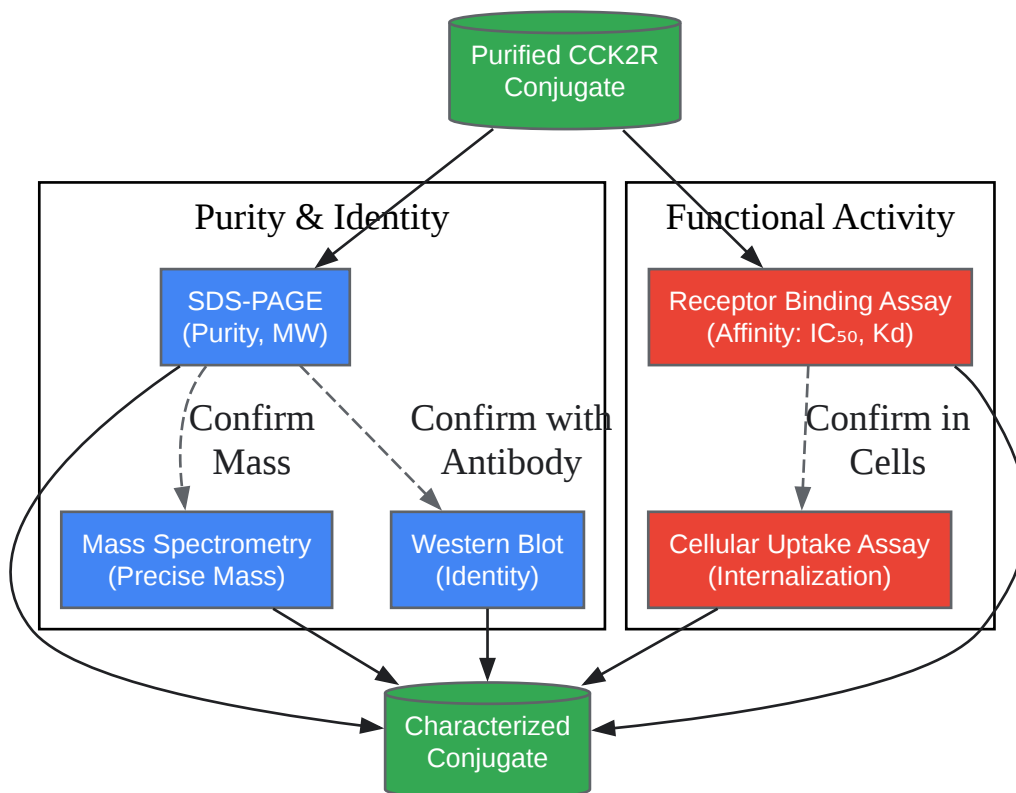 Purified CCK2R
Conjugate
Purity & Identity
Functional Activity
SDS-PAGE
(Purity, MW)
Receptor Binding Assay
(Affinity: IC₅₀, Kd)
Confirm
Mass
Confirm with
Antibody
Confirm in
Cells
Mass Spectrometry
(Precise Mass)
Western Blot
(Identity)
Cellular Uptake Assay
(Internalization)
Characterized
Conjugate